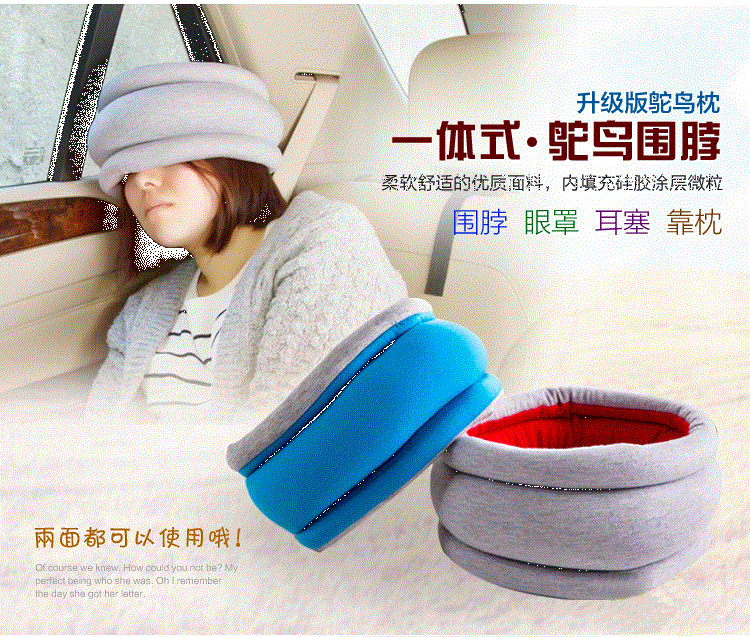 升级版鸵鸟枕
一体式·鸵鸟围脖
柔软舒适的优质面料，内填充硅胶涂层微粒
围脖 眼罩 耳塞 靠枕
兩面都可以使用哦！
Of course we knew. How could you not be? My
perfect being who she was. Oh I remember
the day she got her letter.